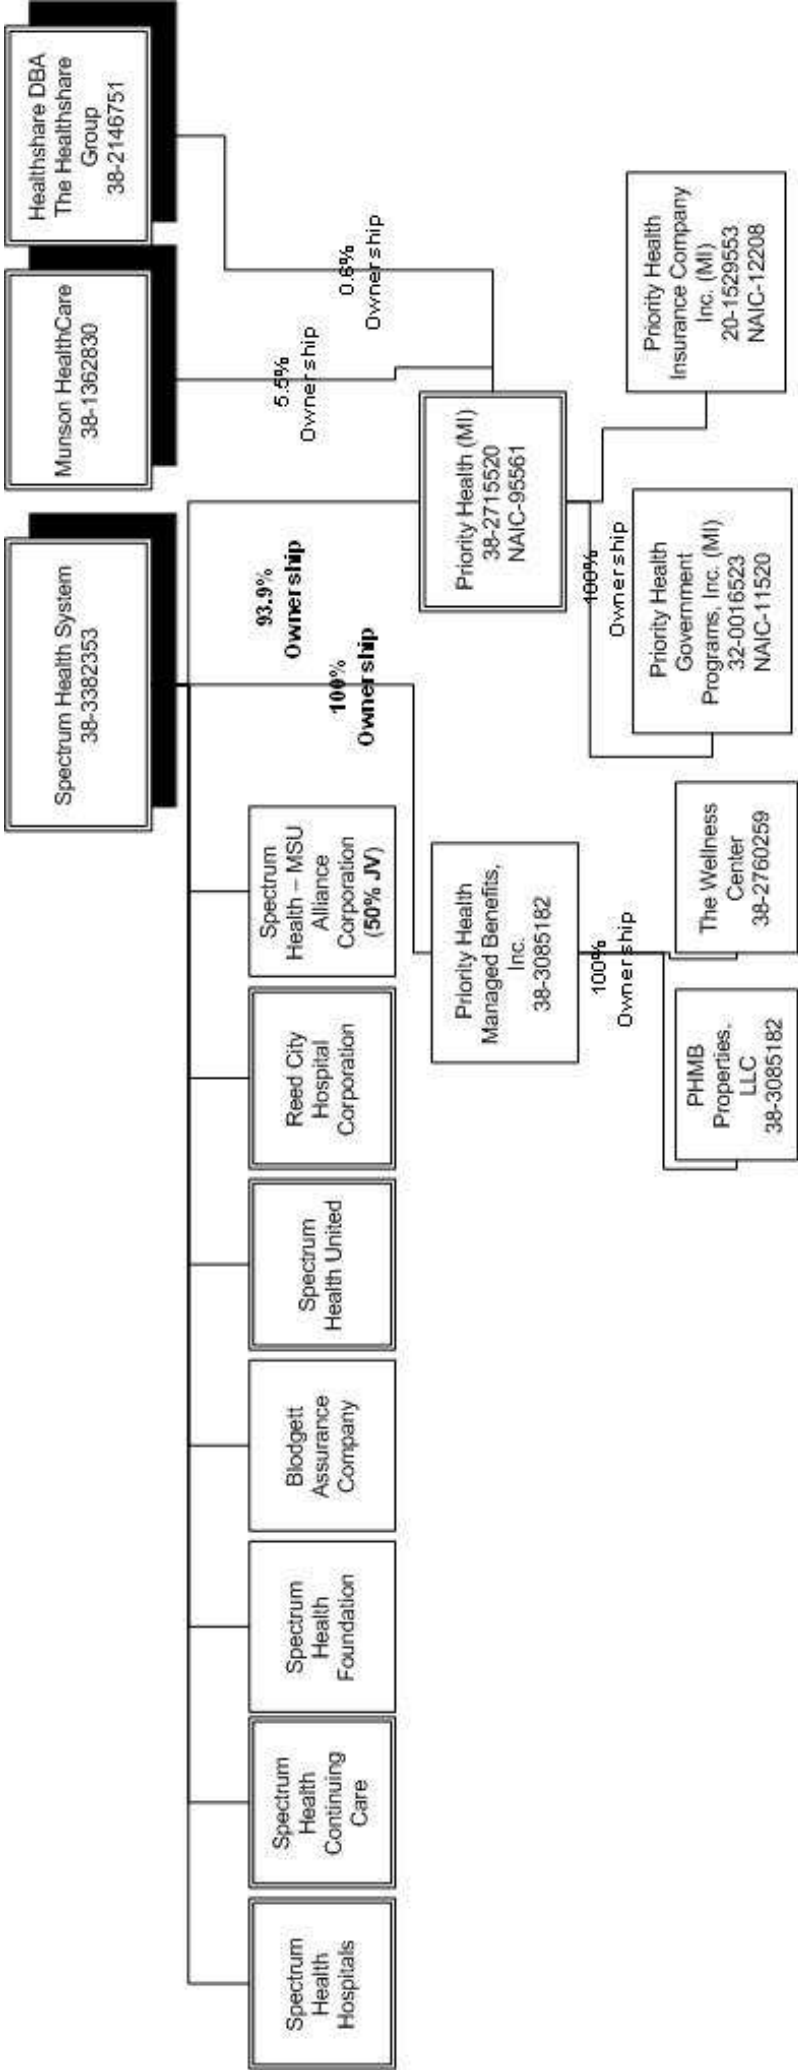 Spectrum Health System
38-3382353
Munson HealthCare
38-1362830
Healthshare DBA
The Healthshare
Group
38-2146751
93.9%
Ownership
100%
Ownership
5.5%
Ownership
0.6%
Ownership
Spectrum
Health
Hospitals
Spectrum
Health
Continuing
Care
Spectrum
Health
Foundation
Blodgett
Assurance
Company
Spectrum
Health United
Reed City
Hospital
Corporation
Spectrum
Health – MSU
Alliance
Corporation
(50% JV)
Priority Health
Managed Benefits,
Inc.
38-3085182
Priority Health (MI)
38-2715520
NAIC-95561
100%
Ownership
100%
Ownership
PHMB
Properties,
LLC
38-3085182
The Wellness
Center
38-2760259
Priority Health
Government
Programs, Inc. (MI)
32-0016523
NAIC-11520
Priority Health
Insurance Company
Inc. (MI)
20-1529553
NAIC-12208